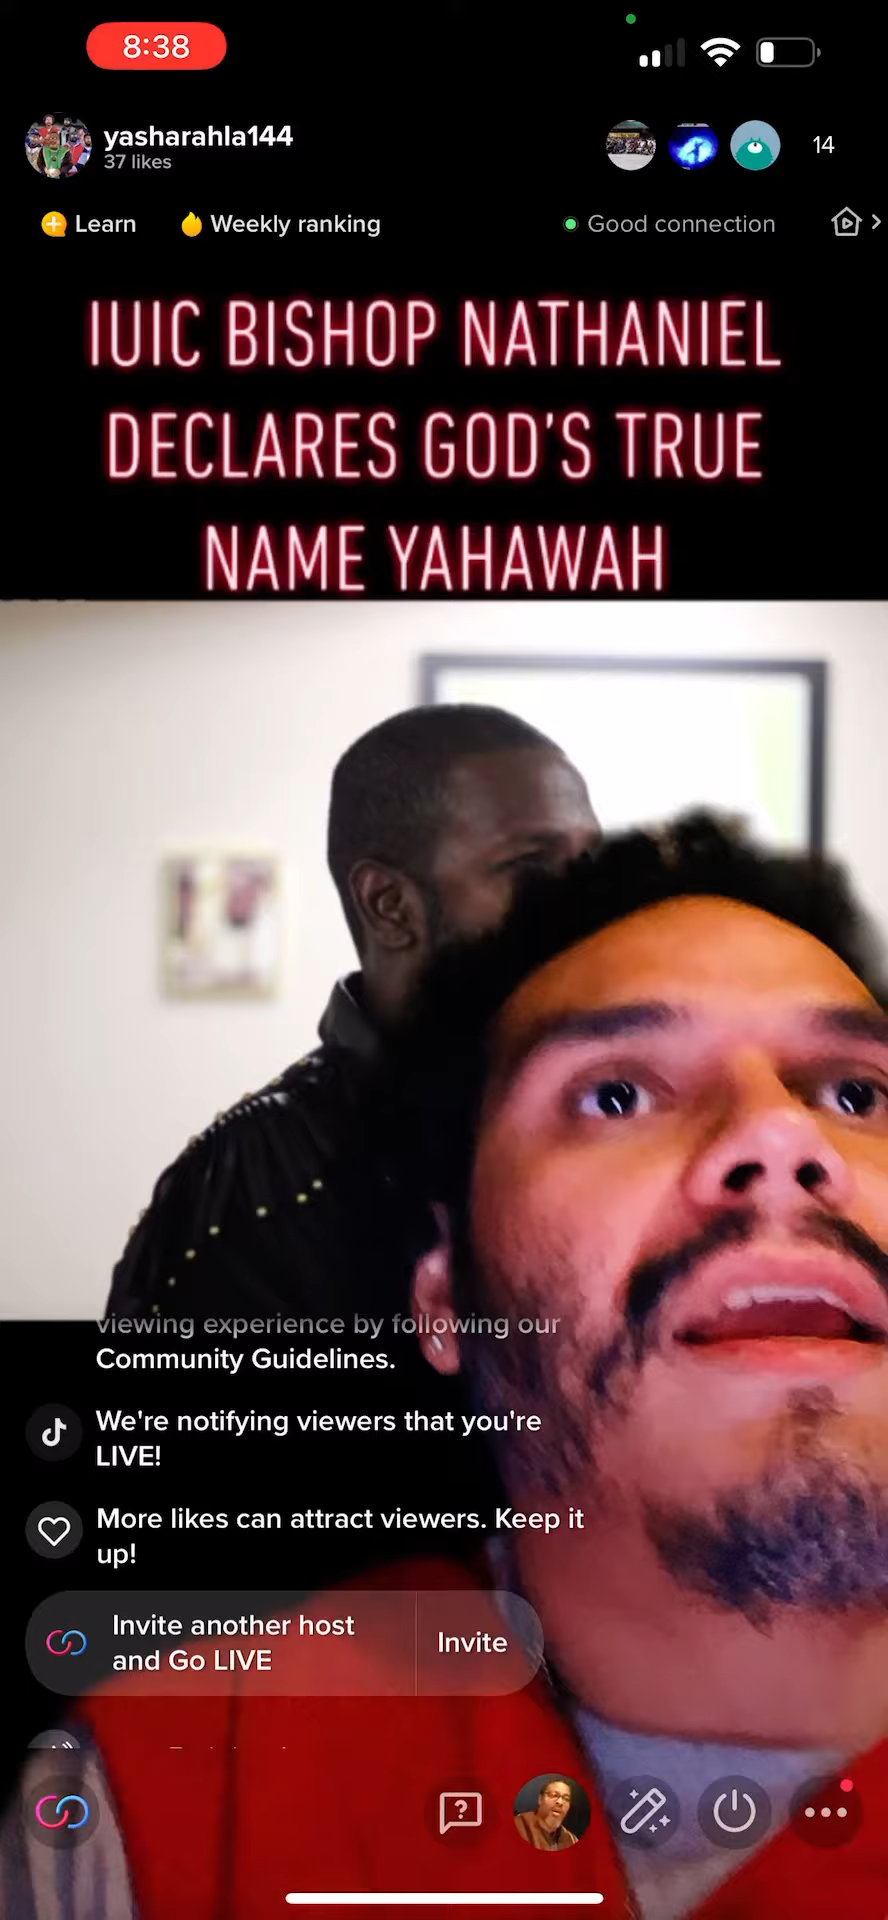 8:38
yasharahla144
37 likes
14
Learn
Weekly ranking
Good connection
IUIC BISHOP NATHANIEL
DECLARES GOD'S TRUE
NAME YAHAWAH
viewing experience by following our
Community Guidelines.
We're notifying viewers that you're
LIVE!
More likes can attract viewers. Keep it
up!
Invite another host
and Go LIVE
Invite